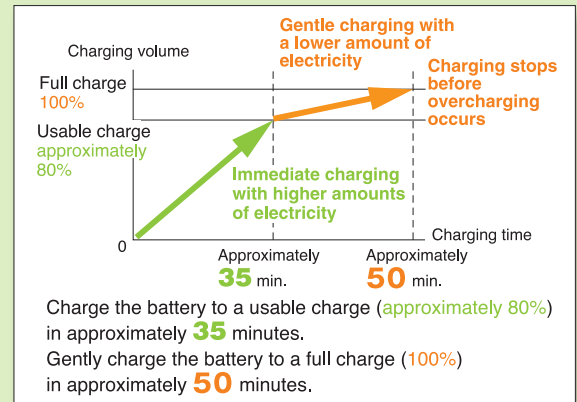 Gentle charging with
a lower amount of
electricity
Charging volume
Charging stops
before
overcharging
occurs
Full charge
100%
Usable charge
approximately
80%
Immediate charging
with higher amounts
of electricity
0
Charging time
Approximately
35 min.
Approximately
50 min.
Charge the battery to a usable charge (approximately 80%)
in approximately 35 minutes.
Gently charge the battery to a full charge (100%)
in approximately 50 minutes.